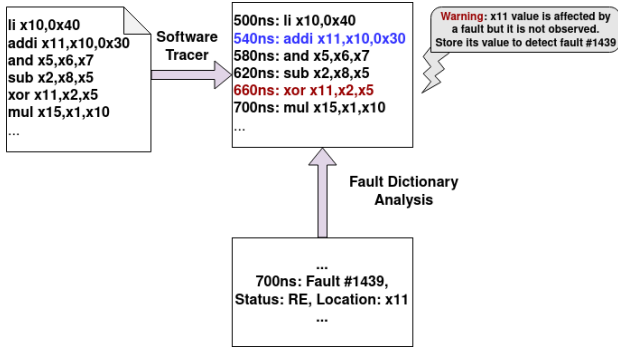 li x10,0x40
addi x11,x10,0x30
and x5,x6,x7
sub x2,x8,x5
xor x11,x2,x5
mul x15,x1,x10
...
Software
Tracer
500ns: li x10,0x40
540ns: addi x11,x10,0x30
580ns: and x5,x6,x7
620ns: sub x2,x8,x5
660ns: xor x11,x2,x5
700ns: mul x15,x1,x10
...
Warning: x11 value is affected by
a fault but it is not observed.
Store its value to detect fault #1439
Fault Dictionary
Analysis
...
700ns: Fault #1439,
Status: RE, Location: x11
...